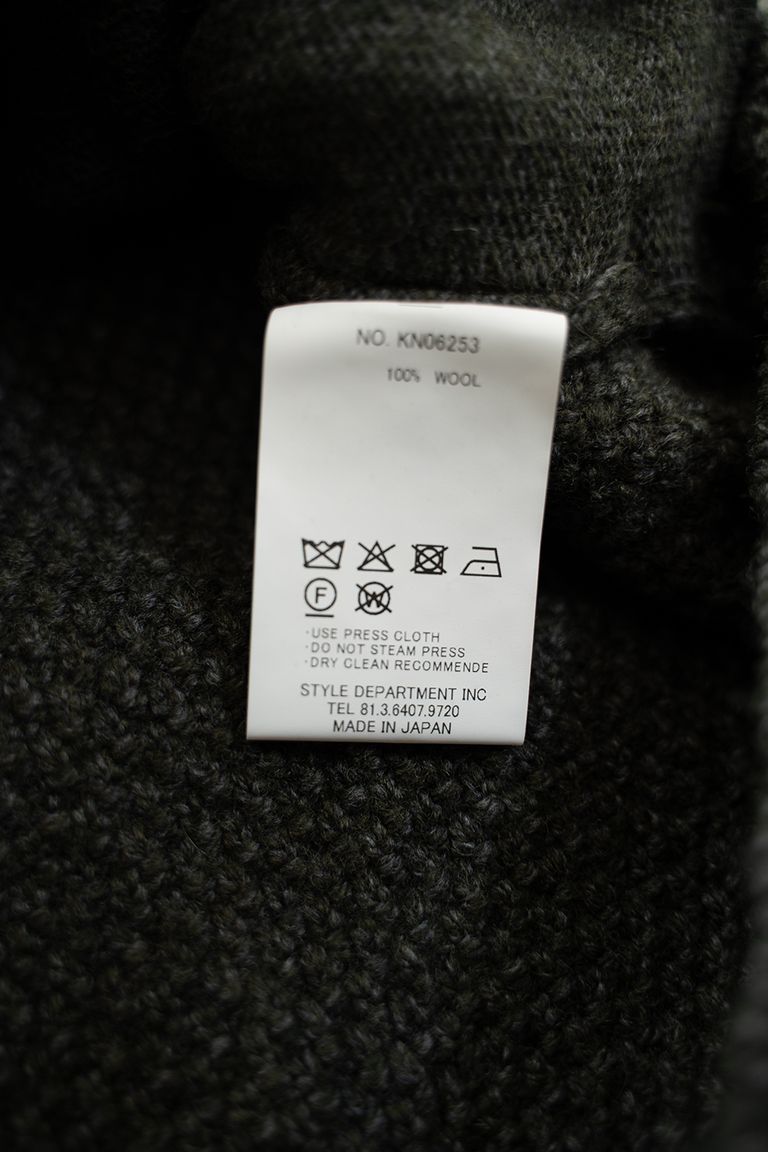 NO. KN06253
100% WOOL
F
W
·USE PRESS CLOTH
·DO NOT STEAM PRESS
·DRY CLEAN RECOMMENDE
STYLE DEPARTMENT INC
TEL 81.3.6407.9720
MADE IN JAPAN